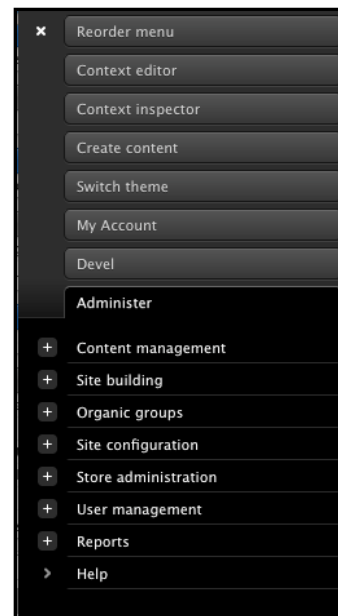 Reorder menu
Context editor
Context inspector
Create content
Switch theme
My Account
Devel
Administer
Content management
Site building
Organic groups
Site configuration
Store administration
User management
Reports
Help